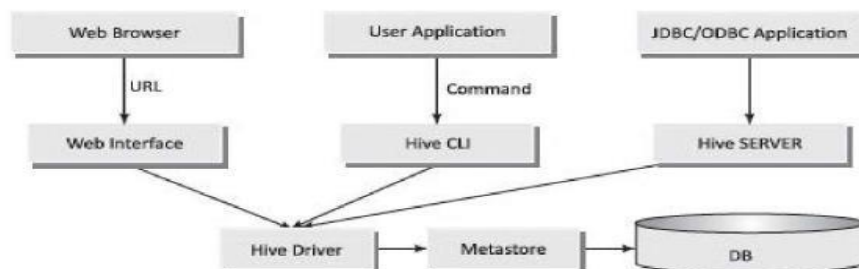 Web Browser
User Application
JDBC/ODBC Application
URL
Command
Web Interface
Hive CLI
Hive SERVER
Hive Driver
Metastore
DB